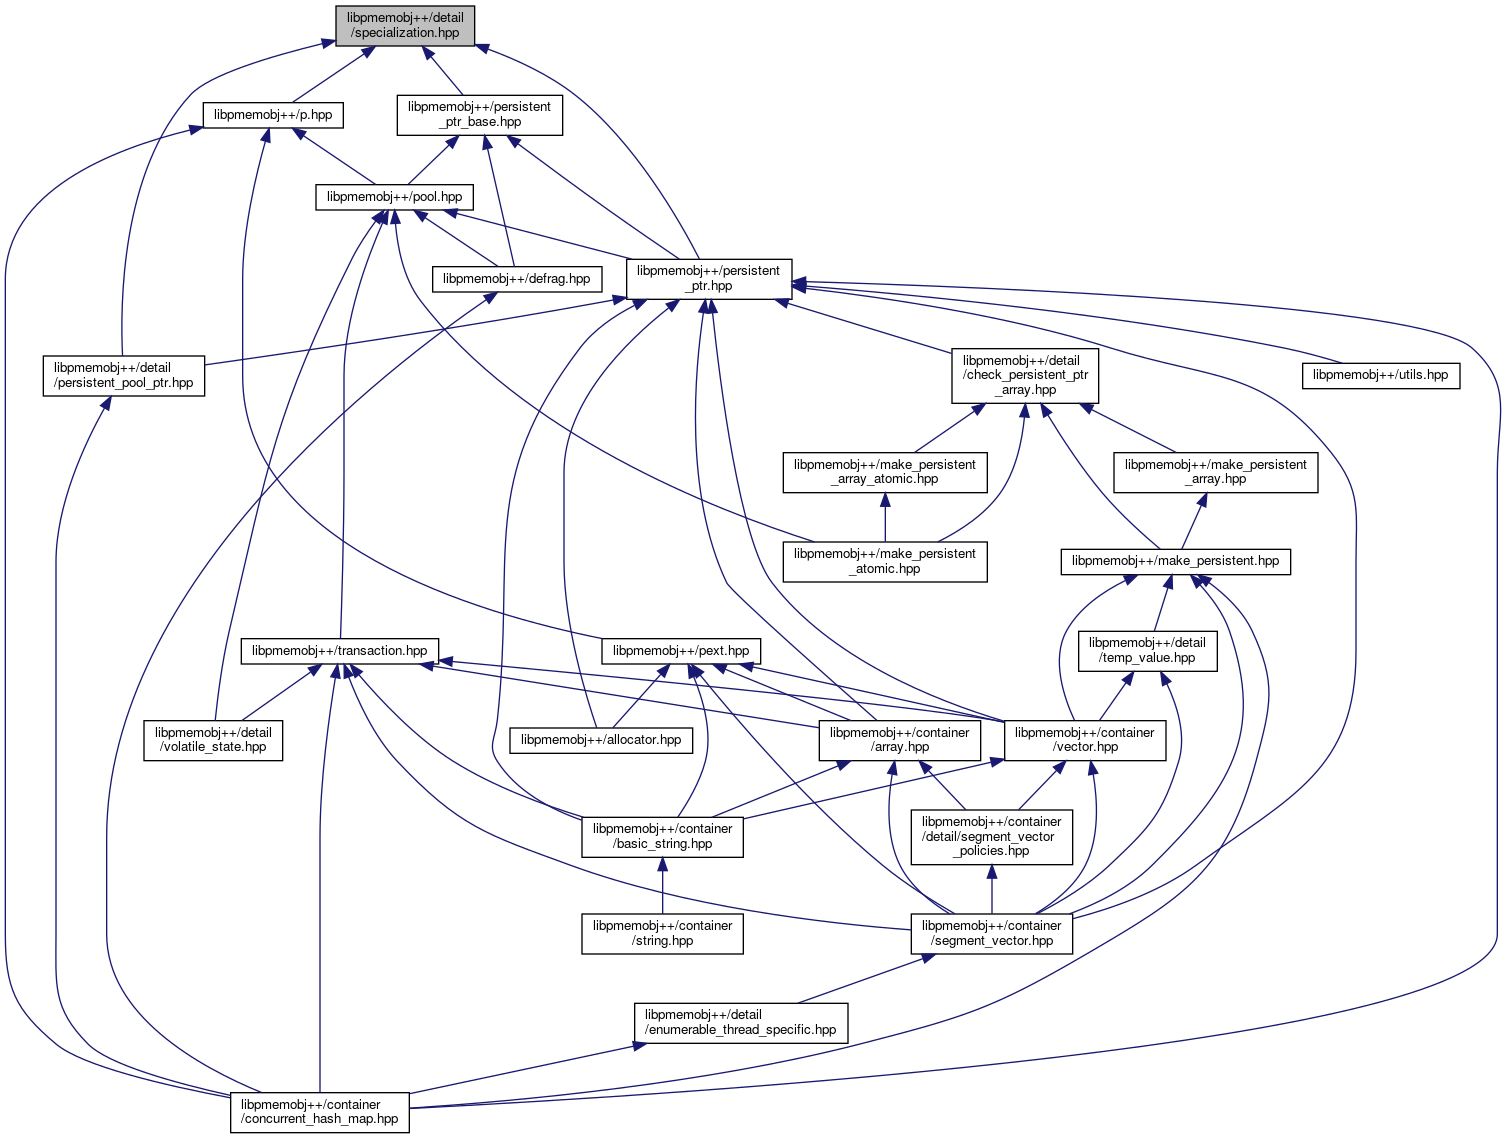 libpmemobj++/detail
/specialization.hpp
libpmemobj++/p.hpp
libpmemobj++/persistent
_ptr_base.hpp
libpmemobj++/pool.hpp
libpmemobj++/defrag.hpp
libpmemobj++/persistent
_ptr.hpp
libpmemobj++/detail
/persistent_pool_ptr.hpp
libpmemobj++/detail
/check_persistent_ptr
_array.hpp
libpmemobj++/utils.hpp
libpmemobj++/make_persistent
_array_atomic.hpp
libpmemobj++/make_persistent
_array.hpp
libpmemobj++/make_persistent
_atomic.hpp
libpmemobj++/make_persistent.hpp
libpmemobj++/transaction.hpp
libpmemobj++/pext.hpp
libpmemobj++/detail
/temp_value.hpp
libpmemobj++/detail
/volatile_state.hpp
libpmemobj++/allocator.hpp
libpmemobj++/container
/array.hpp
libpmemobj++/container
/vector.hpp
libpmemobj++/container
/basic_string.hpp
libpmemobj++/container
/detail/segment_vector
_policies.hpp
libpmemobj++/container
/string.hpp
libpmemobj++/container
/segment_vector.hpp
libpmemobj++/detail
/enumerable_thread_specific.hpp
libpmemobj++/container
/concurrent_hash_map.hpp